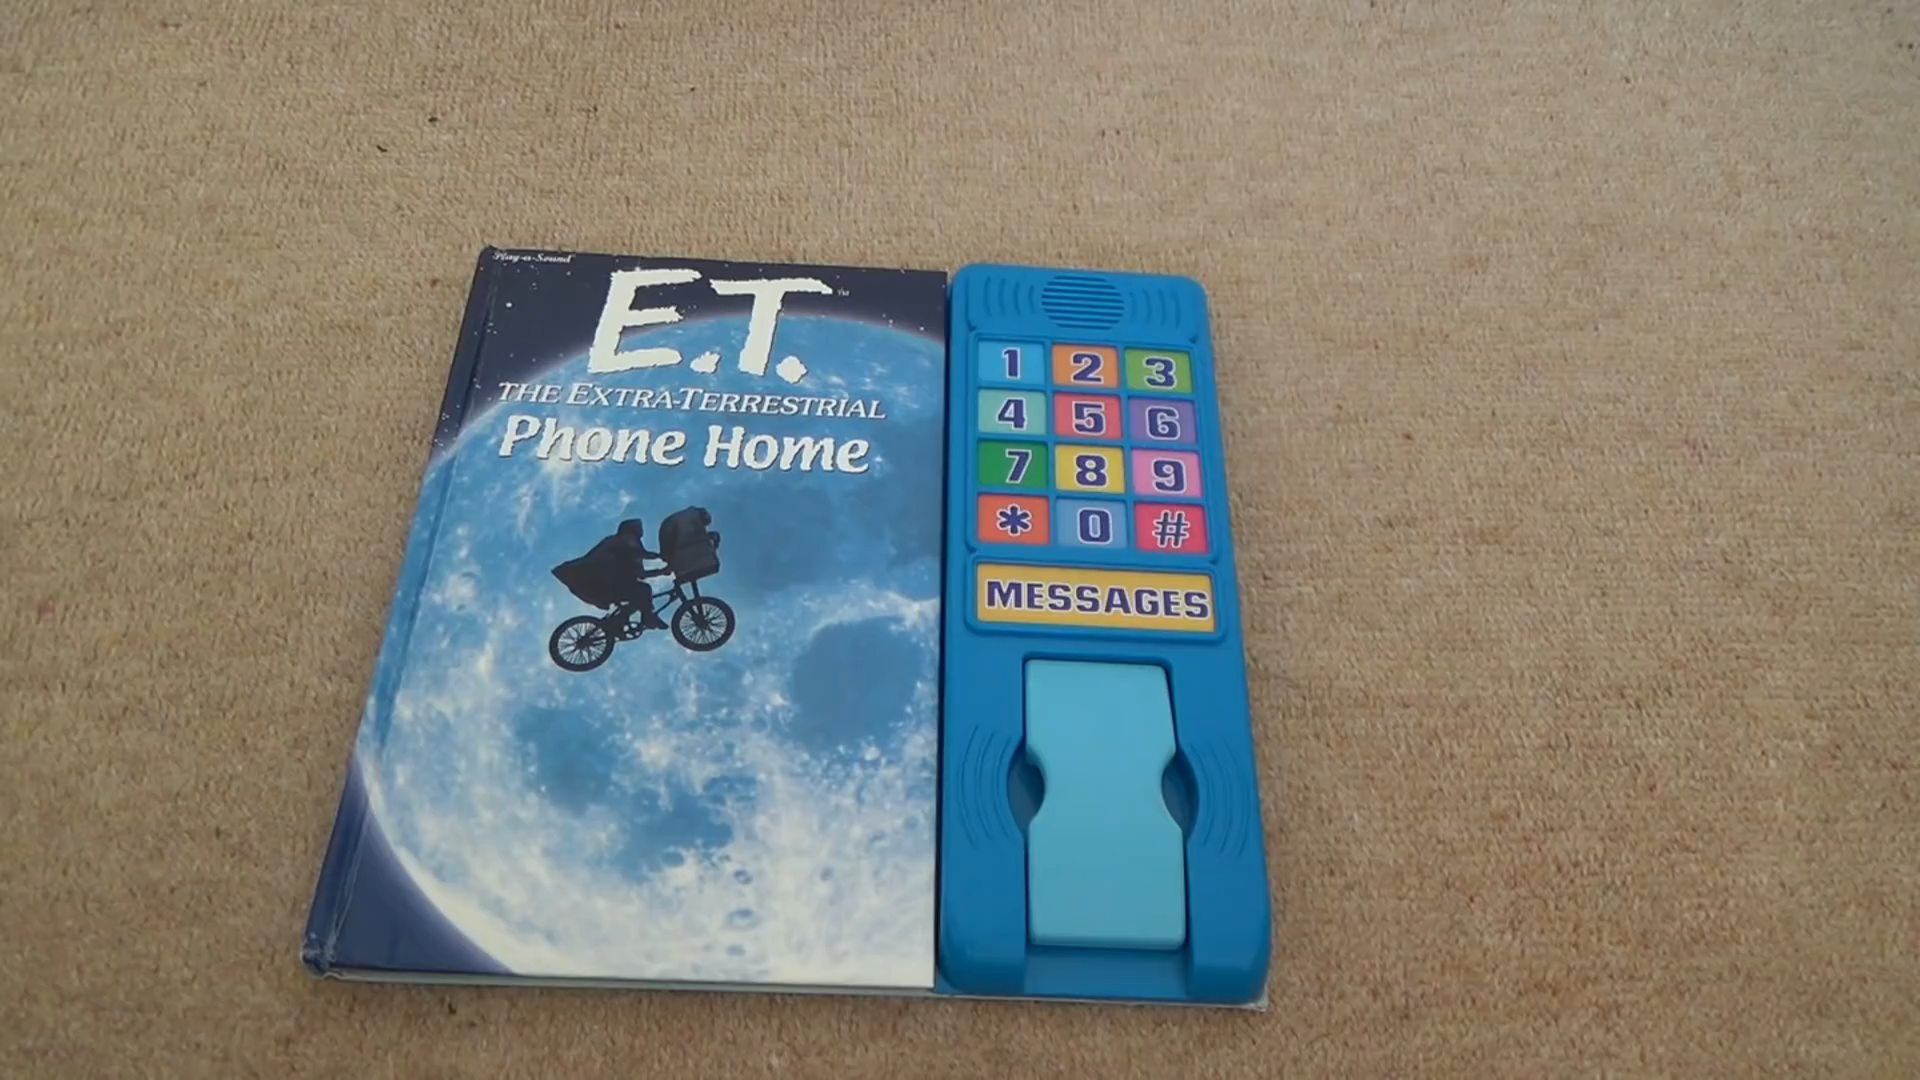 Play-a-Sound
E.T.™
THE EXTRA-TERRESTRIAL
Phone Home
1 2 3
4 5 6
7 8 9
* 0 #
MESSAGES